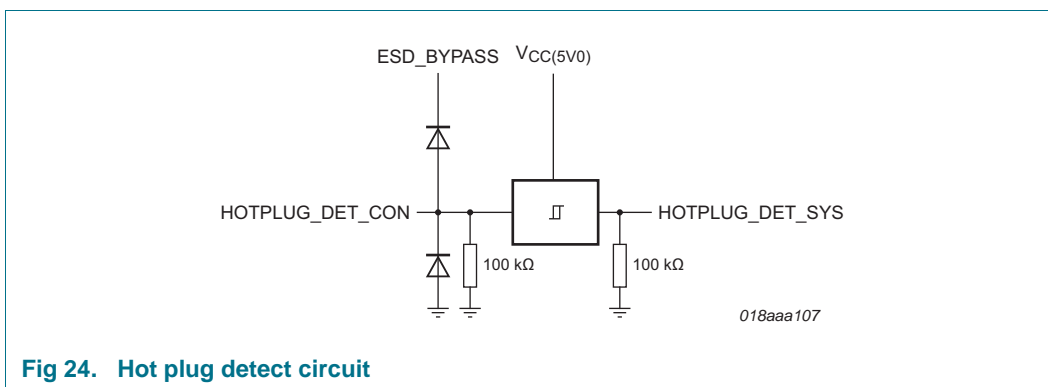 ESD_BYPASS VCC(5V0)
HOTPLUG_DET_CON
HOTPLUG_DET_SYS
100 kΩ
100 kΩ
018aaa107
Fig 24. Hot plug detect circuit